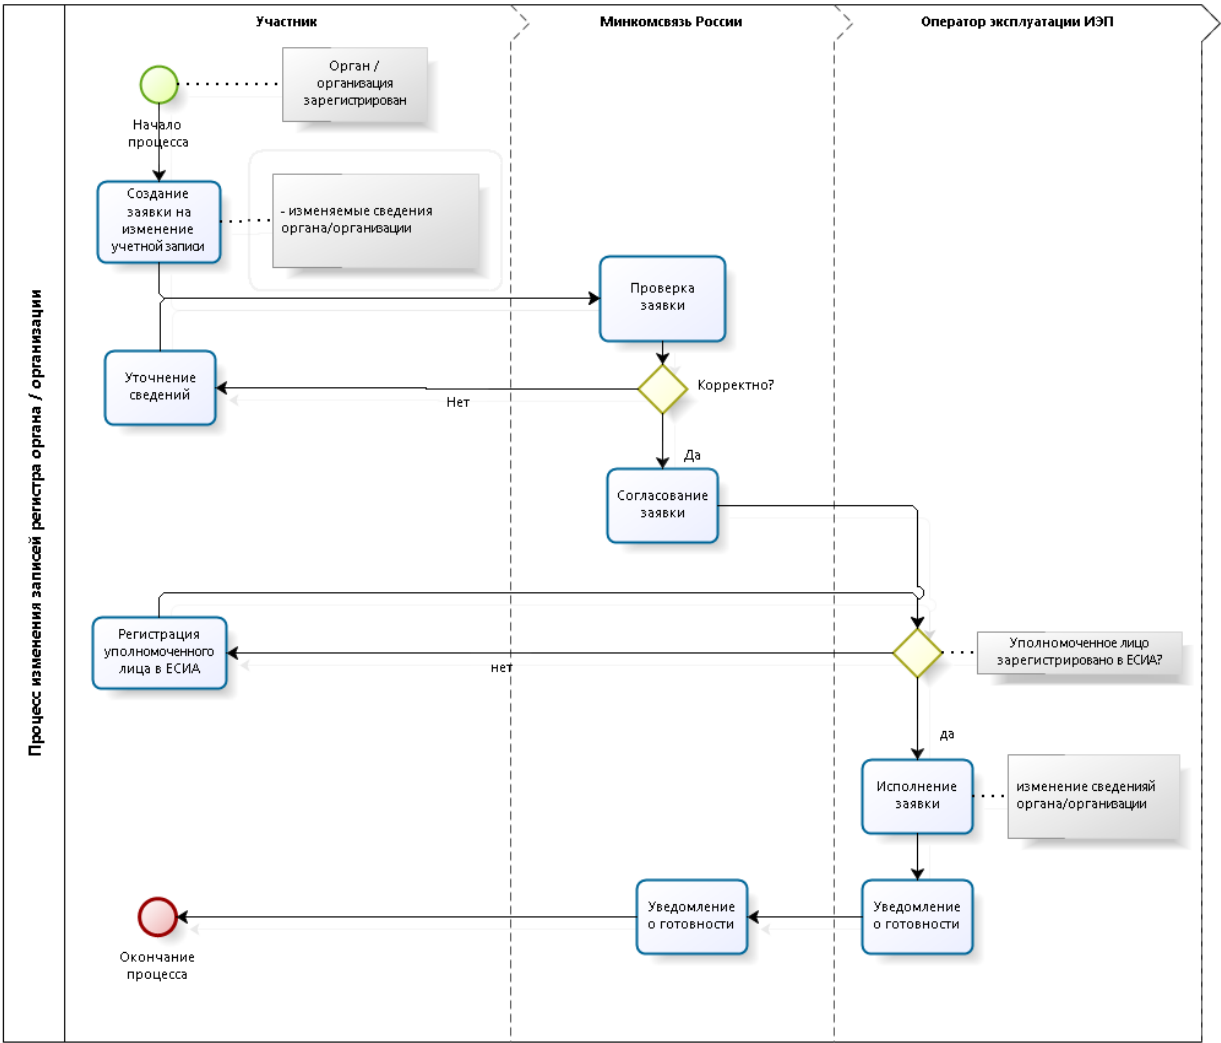 Процесс изменения записей регистра органа / организации
Участник
Минкомсвязь России
Оператор эксплуатации ИЭП
Орган /
организация
зарегистрирован
Начало
процесса
Создание
заявки на
изменение
учетной записи
- изменяемые сведения
органа/организации
Проверка
заявки
Уточнение
сведений
Нет
Корректно?
Да
Согласование
заявки
Регистрация
уполномоченного
лица в ЕСИА
нет
Уполномоченное лицо
зарегистрировано в ЕСИА?
да
Исполнение
заявки
изменение сведенияй
органа/организации
Уведомление
о готовности
Уведомление
о готовности
Окончание
процесса